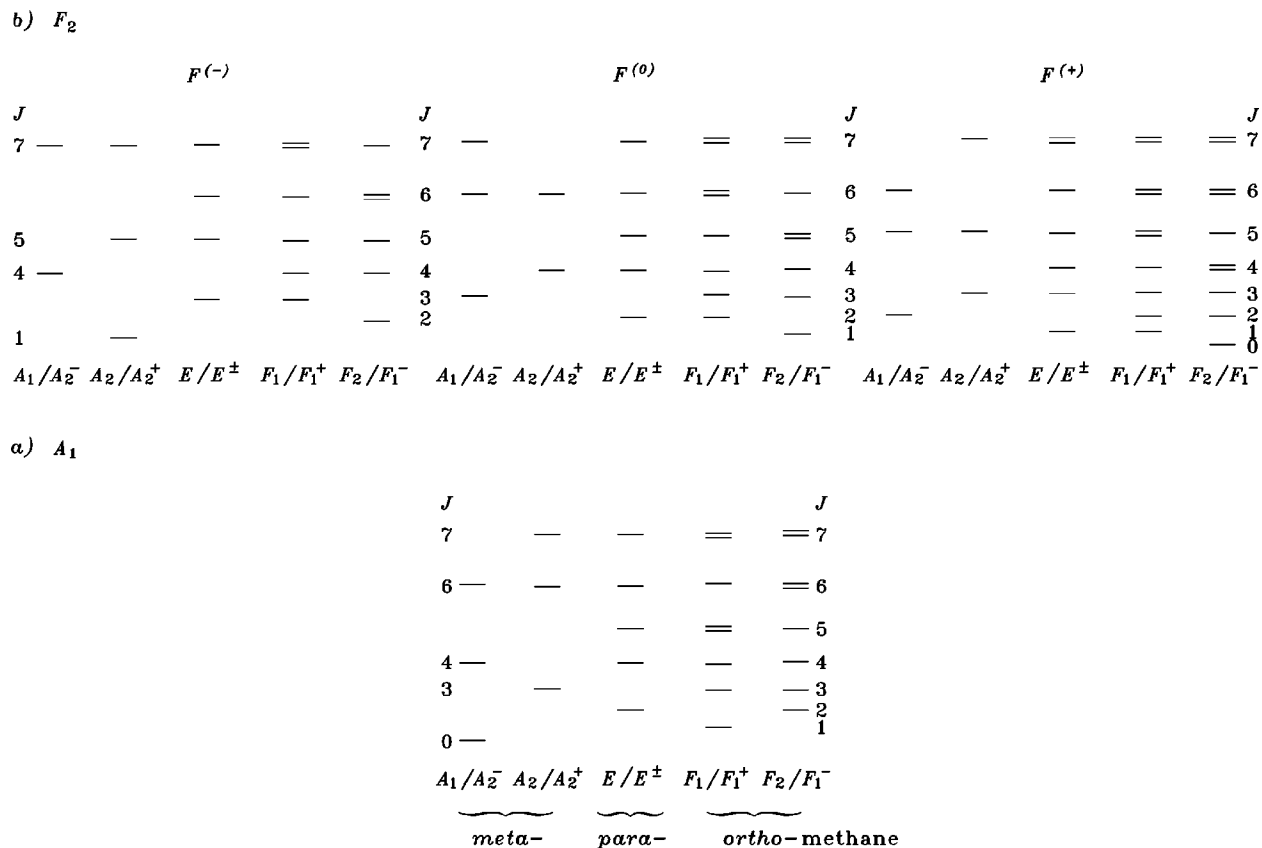 b) F₂
F⁽⁻⁾ F⁽⁰⁾ F⁽⁺⁾
J J J
7 7 7 7
6 6 6
5 5 5 5
4 4 4 4
3 3 3
2 2 2
1 1 1
0
A₁/A₂⁻ A₂/A₂⁺ E/E± F₁/F₁⁺ F₂/F₁⁻ A₁/A₂⁻ A₂/A₂⁺ E/E± F₁/F₁⁺ F₂/F₁⁻ A₁/A₂⁻ A₂/A₂⁺ E/E± F₁/F₁⁺ F₂/F₁⁻
a) A₁
J J
7 7
6 6
5
4 4
3 3
2
1
0
A₁/A₂⁻ A₂/A₂⁺ E/E± F₁/F₁⁺ F₂/F₁⁻
meta- para- ortho-methane